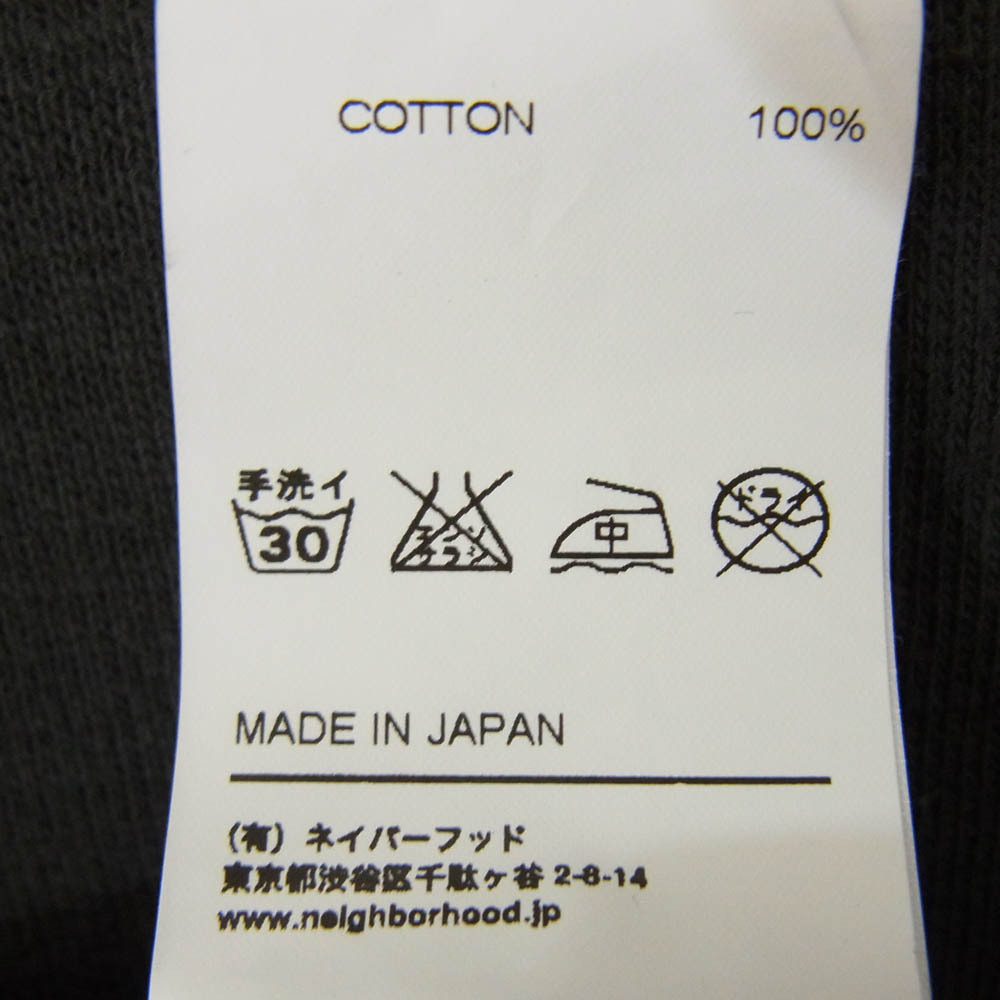 COTTON 100%
手洗イ
30
エンソ
サラシ
中
ドライ
MADE IN JAPAN
(有) ネイバーフッド
東京都渋谷区千駄ヶ谷 2-8-14
www.neighborhood.jp